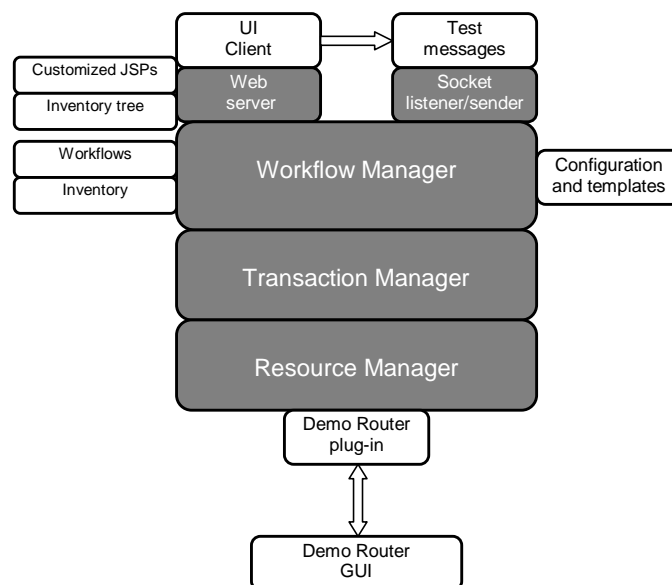 UI
Client
Test
messages
Customized JSPs
Web
server
Socket
listener/sender
Inventory tree
Workflows
Workflow Manager
Configuration
and templates
Inventory
Transaction Manager
Resource Manager
Demo Router
plug-in
Demo Router
GUI